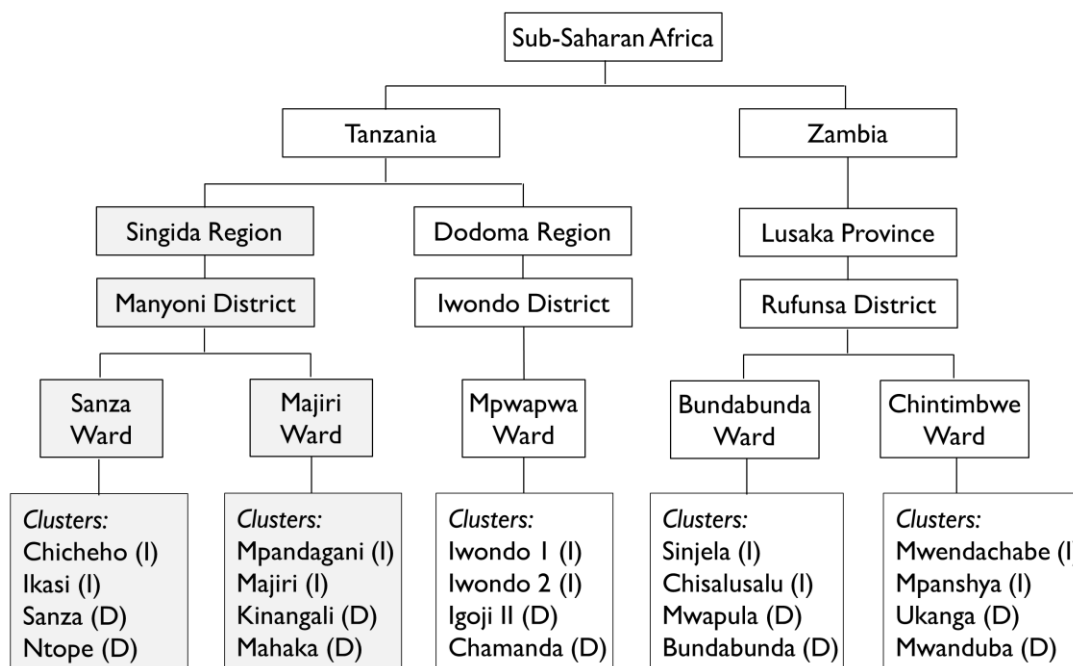 Sub-Saharan Africa
Tanzania
Zambia
Singida Region
Dodoma Region
Lusaka Province
Manyoni District
Iwondo District
Rufunsa District
Sanza
Ward
Majiri
Ward
Mpwapwa
Ward
Bundabunda
Ward
Chintimbwe
Ward
Clusters:
Chicheho (I)
Ikasi (I)
Sanza (D)
Ntope (D)
Clusters:
Mpandagani (I)
Majiri (I)
Kinangali (D)
Mahaka (D)
Clusters:
Iwondo 1 (I)
Iwondo 2 (I)
Igoji II (D)
Chamanda (D)
Clusters:
Sinjela (I)
Chisalusalu (I)
Mwapula (D)
Bundabunda (D)
Clusters:
Mwendachabe (I)
Mpanshya (I)
Ukanga (D)
Mwanduba (D)